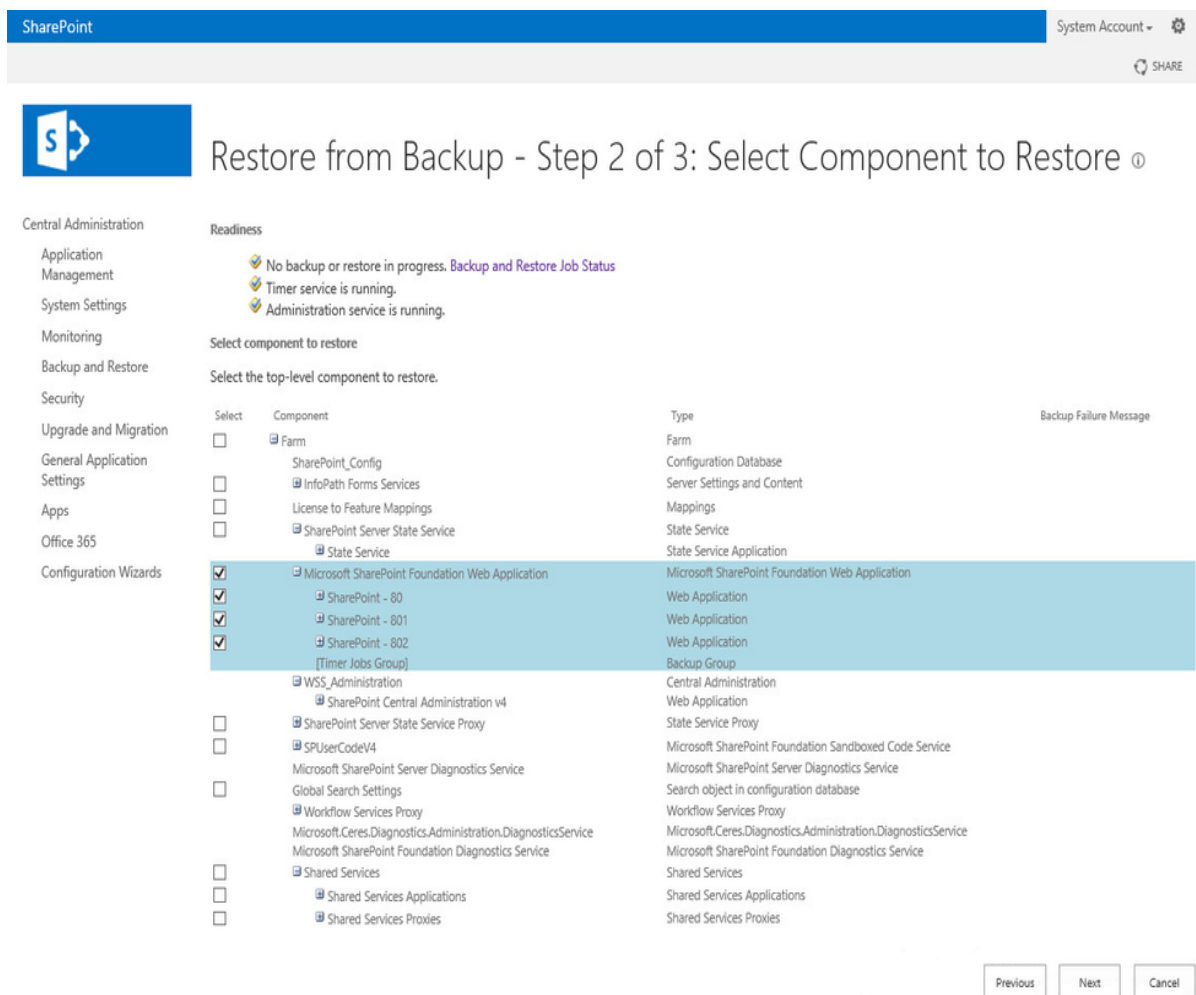 SharePoint
System Account
SHARE
S
Restore from Backup - Step 2 of 3: Select Component to Restore
Central Administration
Application
Management
System Settings
Monitoring
Backup and Restore
Security
Upgrade and Migration
General Application
Settings
Apps
Office 365
Configuration Wizards
Readiness
No backup or restore in progress. Backup and Restore Job Status
Timer service is running.
Administration service is running.
Select component to restore
Select the top-level component to restore.
Select Component Type Backup Failure Message
Farm Farm
SharePoint_Config Configuration Database
InfoPath Forms Services Server Settings and Content
License to Feature Mappings Mappings
SharePoint Server State Service State Service
State Service State Service Application
Microsoft SharePoint Foundation Web Application Microsoft SharePoint Foundation Web Application
SharePoint - 80 Web Application
SharePoint - 801 Web Application
SharePoint - 802 Web Application
[Timer Jobs Group] Backup Group
WSS_Administration Central Administration
SharePoint Central Administration v4 Web Application
SharePoint Server State Service Proxy State Service Proxy
SPUserCodeV4 Microsoft SharePoint Foundation Sandboxed Code Service
Microsoft SharePoint Server Diagnostics Service Microsoft SharePoint Server Diagnostics Service
Global Search Settings Search object in configuration database
Workflow Services Proxy Workflow Services Proxy
Microsoft.Ceres.Diagnostics.Administration.DiagnosticsService Microsoft.Ceres.Diagnostics.Administration.DiagnosticsService
Microsoft SharePoint Foundation Diagnostics Service Microsoft SharePoint Foundation Diagnostics Service
Shared Services Shared Services
Shared Services Applications Shared Services Applications
Shared Services Proxies Shared Services Proxies
Previous Next Cancel